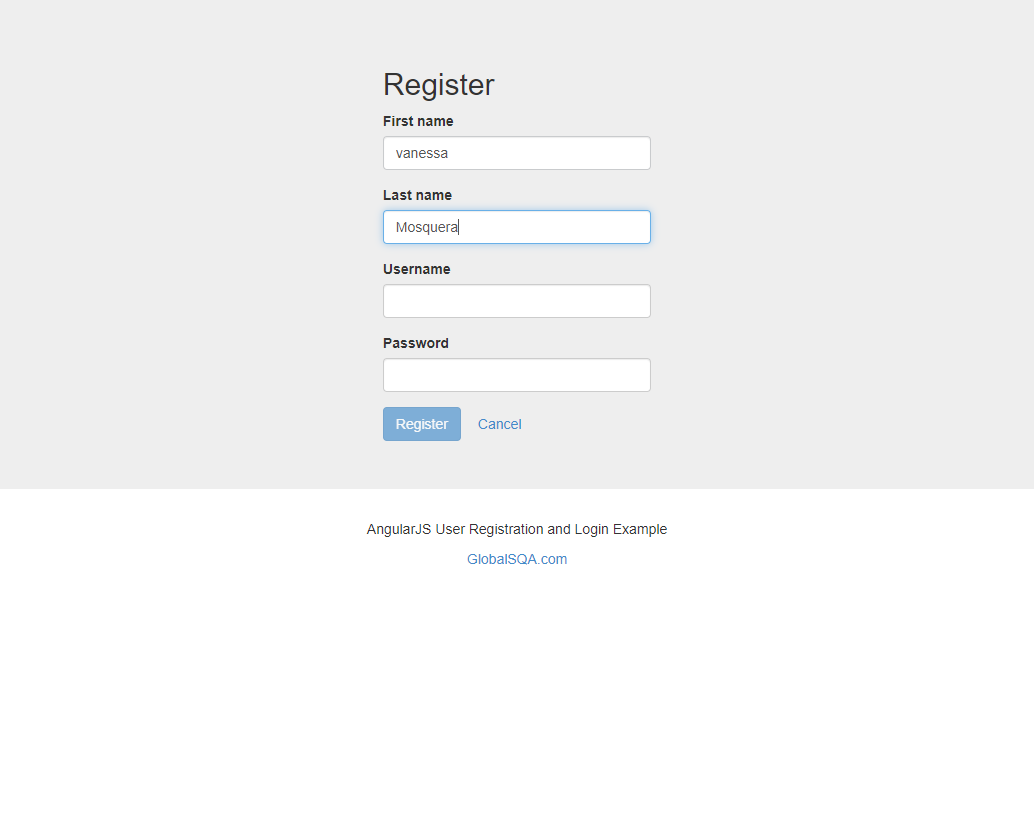 Register
First name
vanessa
Last name
Mosquera
Username
Password
Register Cancel
AngularJS User Registration and Login Example
GlobalSQA.com